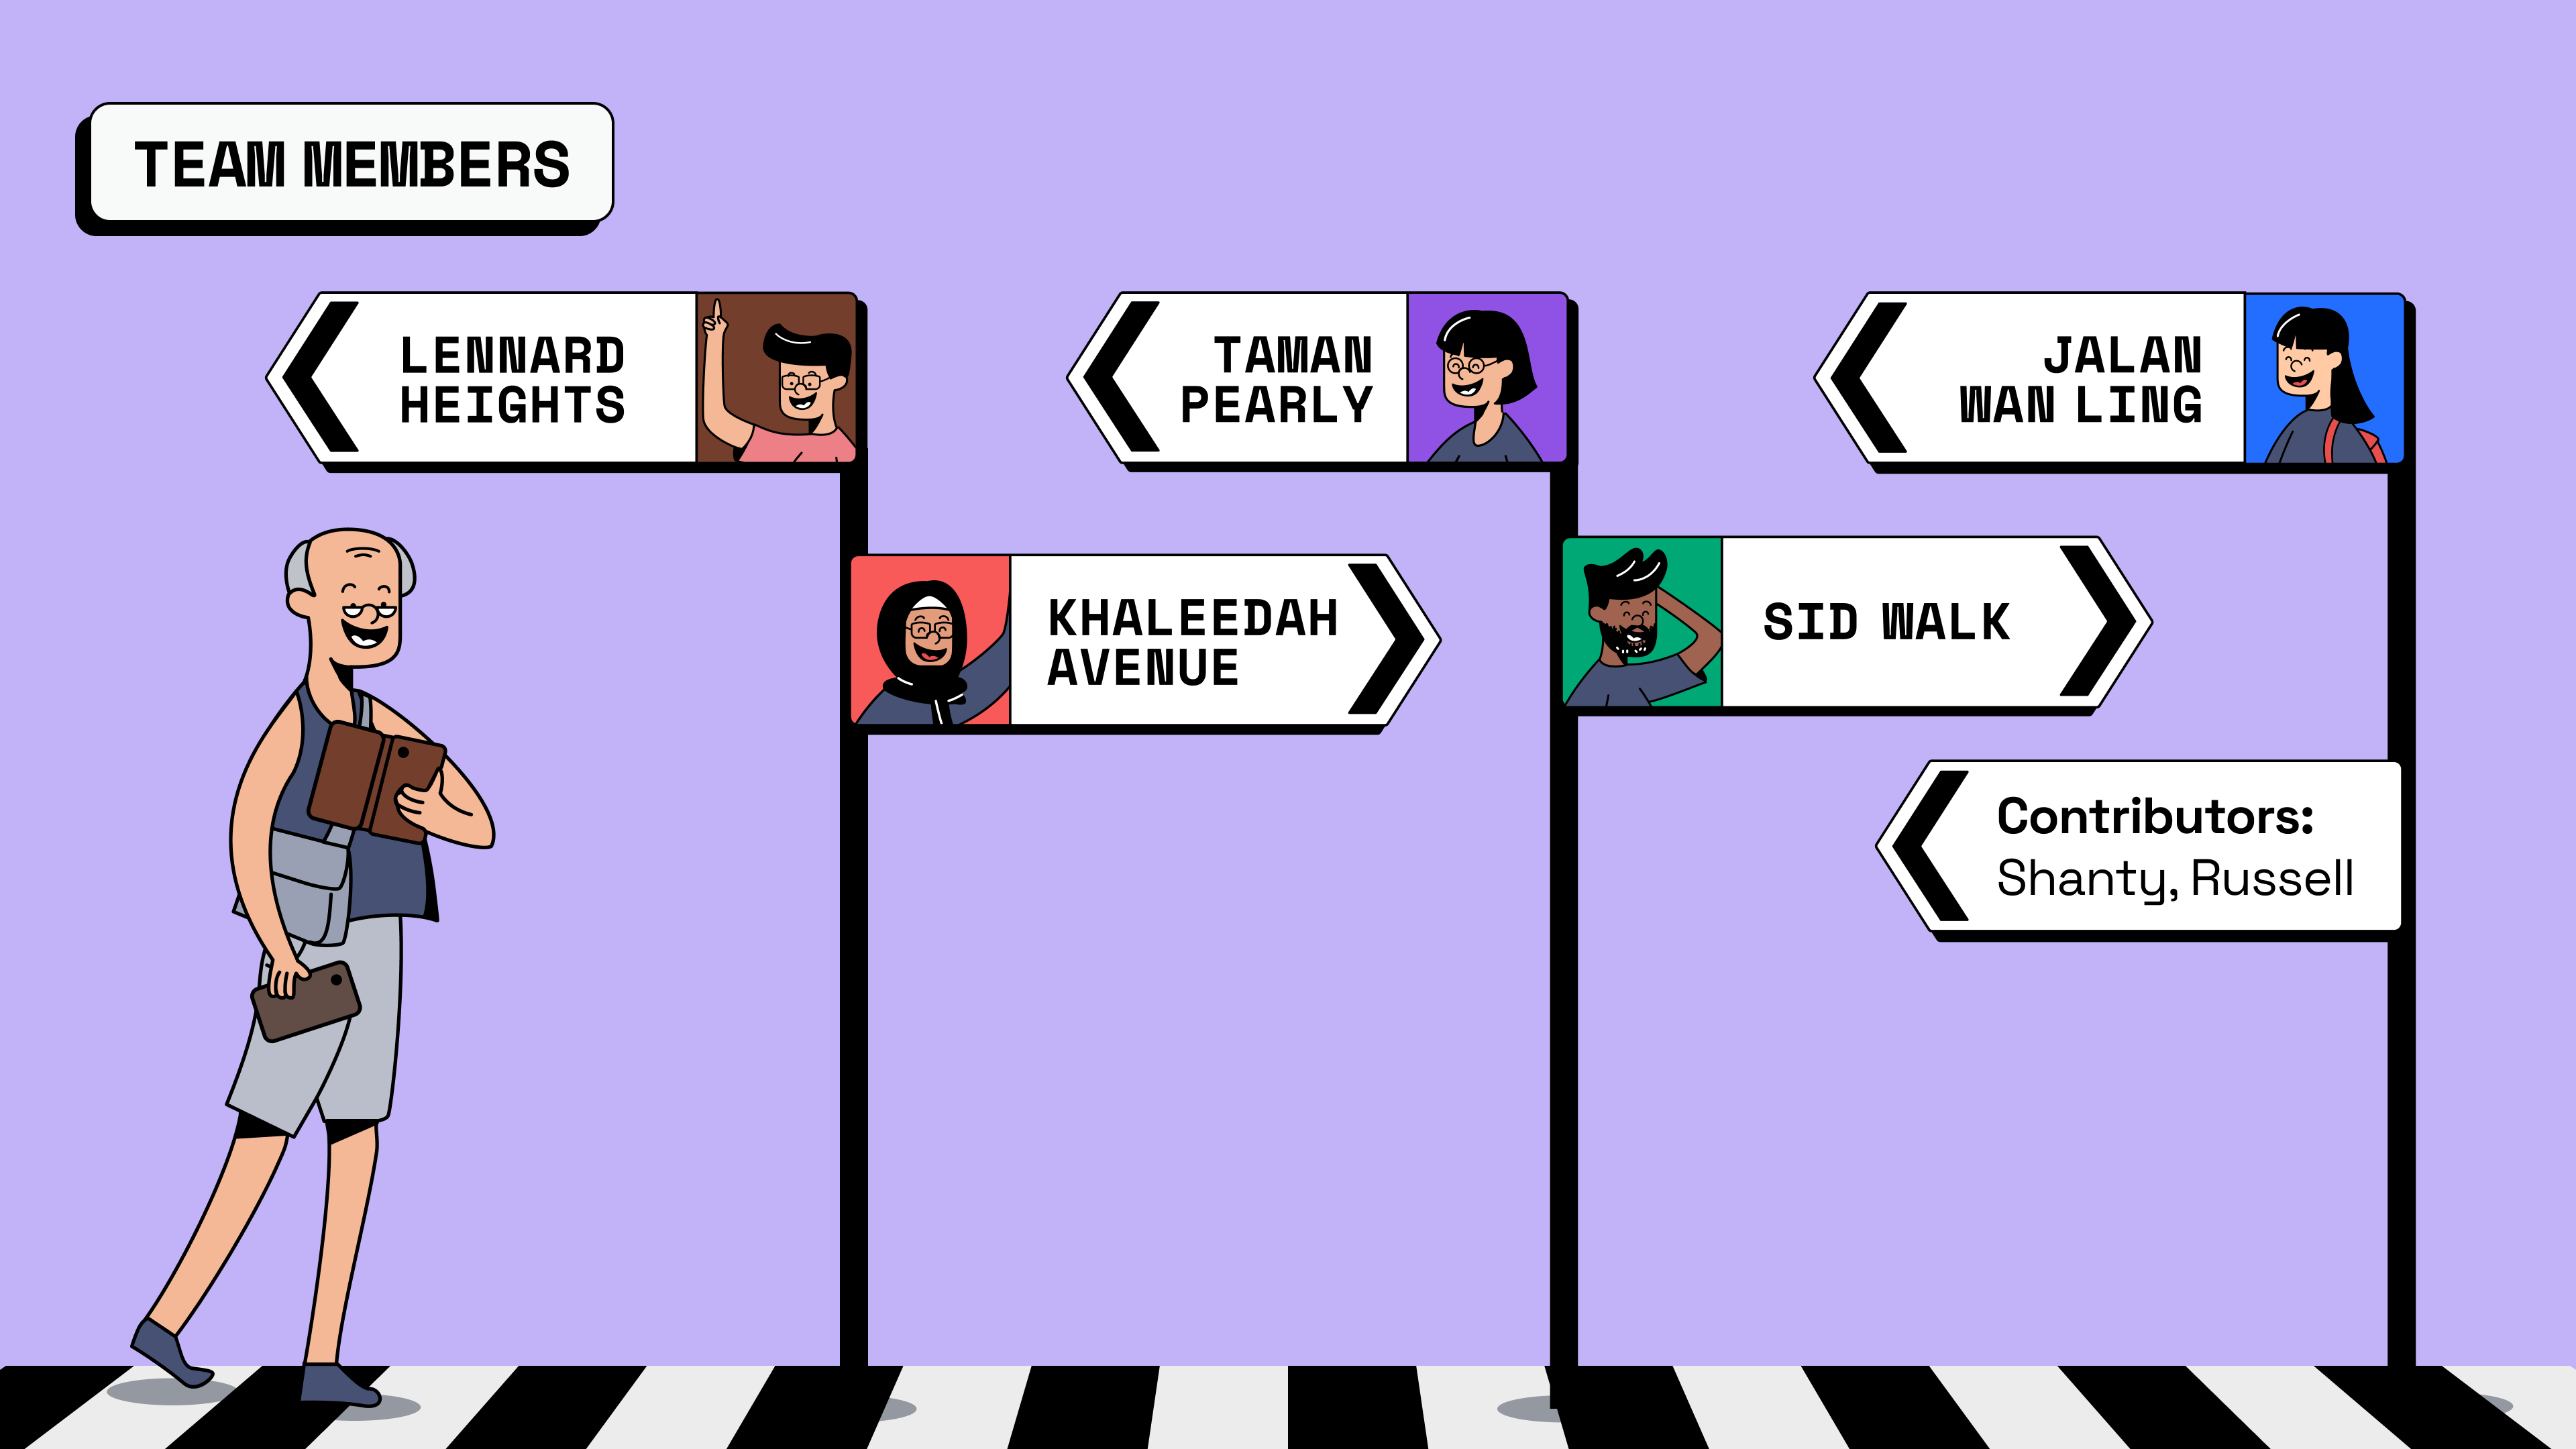 TEAM MEMBERS
LENNARD
HEIGHTS
TAMAN
PEARLY
JALAN
WAN LING
KHALEEDAH
AVENUE
SID WALK
Contributors:
Shanty, Russell